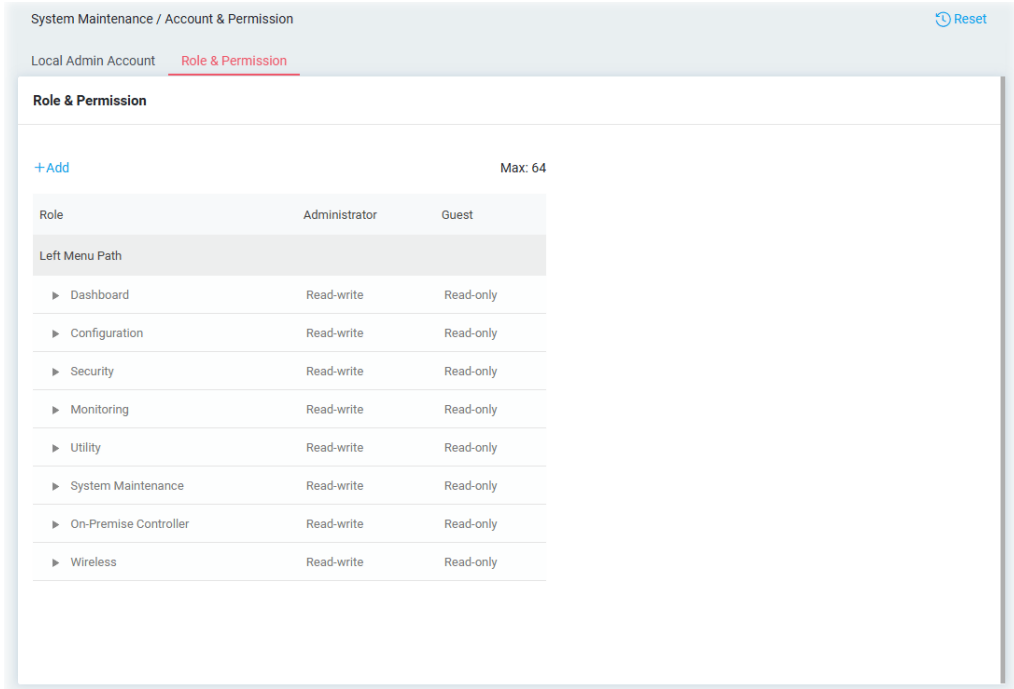 System Maintenance / Account & Permission
Reset
Local Admin Account Role & Permission
Role & Permission
+Add Max: 64
Role Administrator Guest
Left Menu Path
Dashboard Read-write Read-only
Configuration Read-write Read-only
Security Read-write Read-only
Monitoring Read-write Read-only
Utility Read-write Read-only
System Maintenance Read-write Read-only
On-Premise Controller Read-write Read-only
Wireless Read-write Read-only